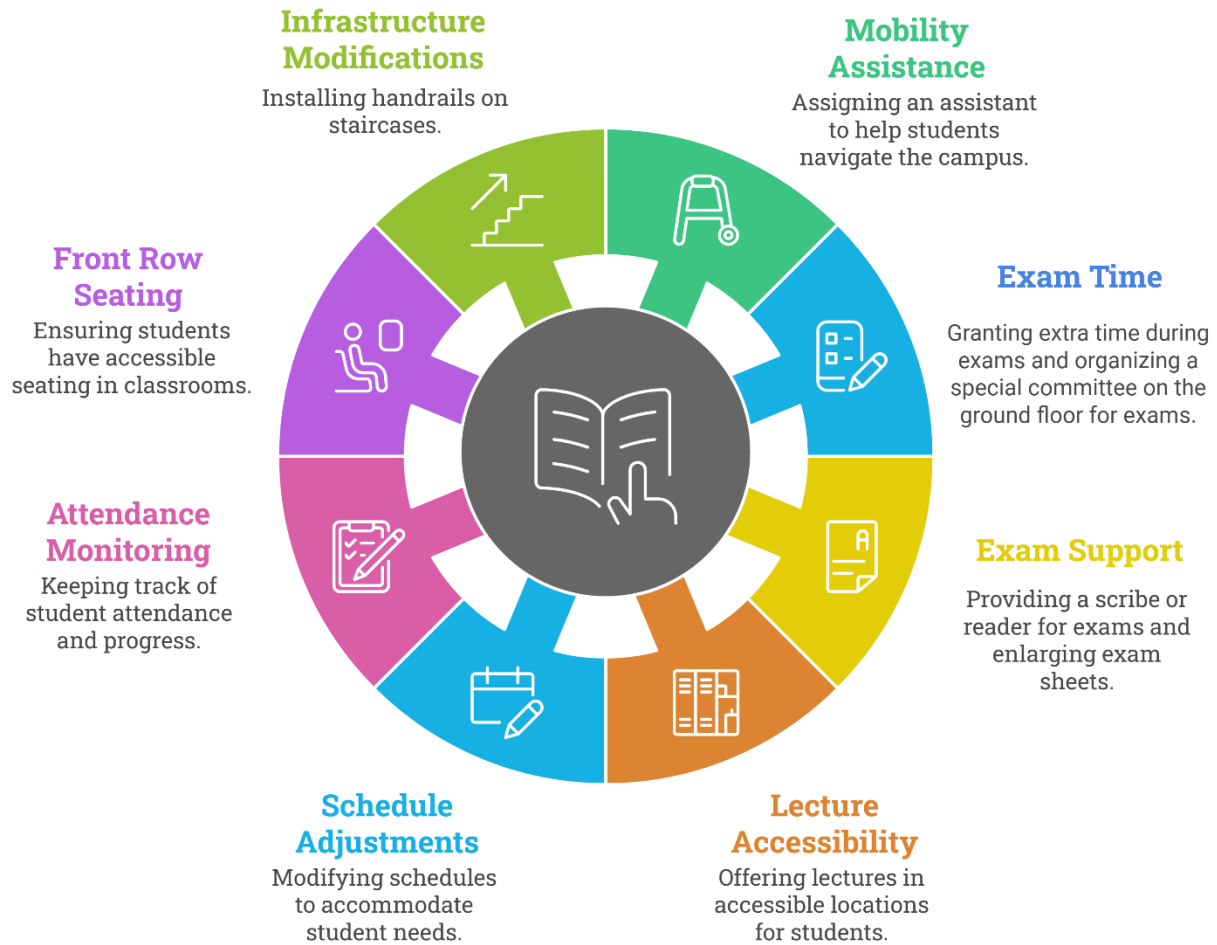 Infrastructure
Modifications
Installing handrails on
staircases.
Mobility
Assistance
Assigning an assistant
to help students
navigate the campus.
Front Row
Seating
Ensuring students
have accessible
seating in classrooms.
Exam Time
Granting extra time during
exams and organizing a
special committee on the
ground floor for exams.
Attendance
Monitoring
Keeping track of
student attendance
and progress.
Exam Support
Providing a scribe or
reader for exams and
enlarging exam
sheets.
A
Schedule
Adjustments
Modifying schedules
to accommodate
student needs.
Lecture
Accessibility
Offering lectures in
accessible locations
for students.